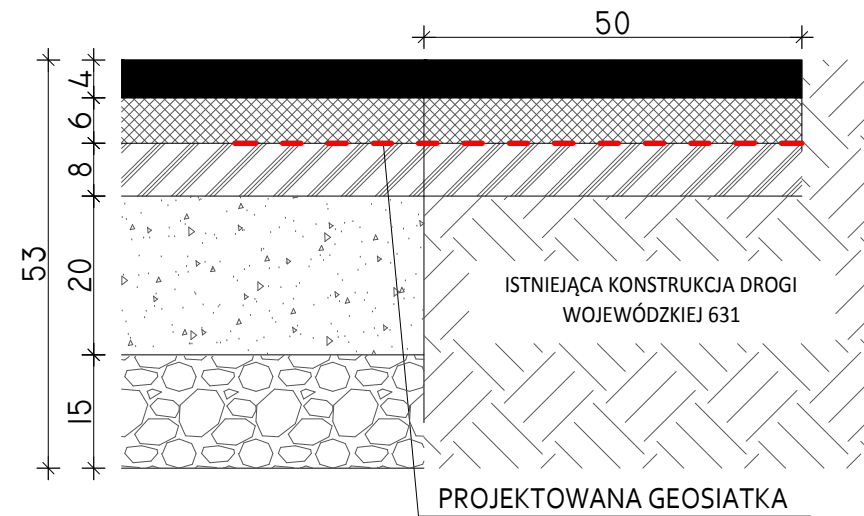 50
4
6
8
53
20
ISTNIEJĄCA KONSTRUKCJA DROGI
WOJEWÓDZKIEJ 631
15
PROJEKTOWANA GEOSIATKA